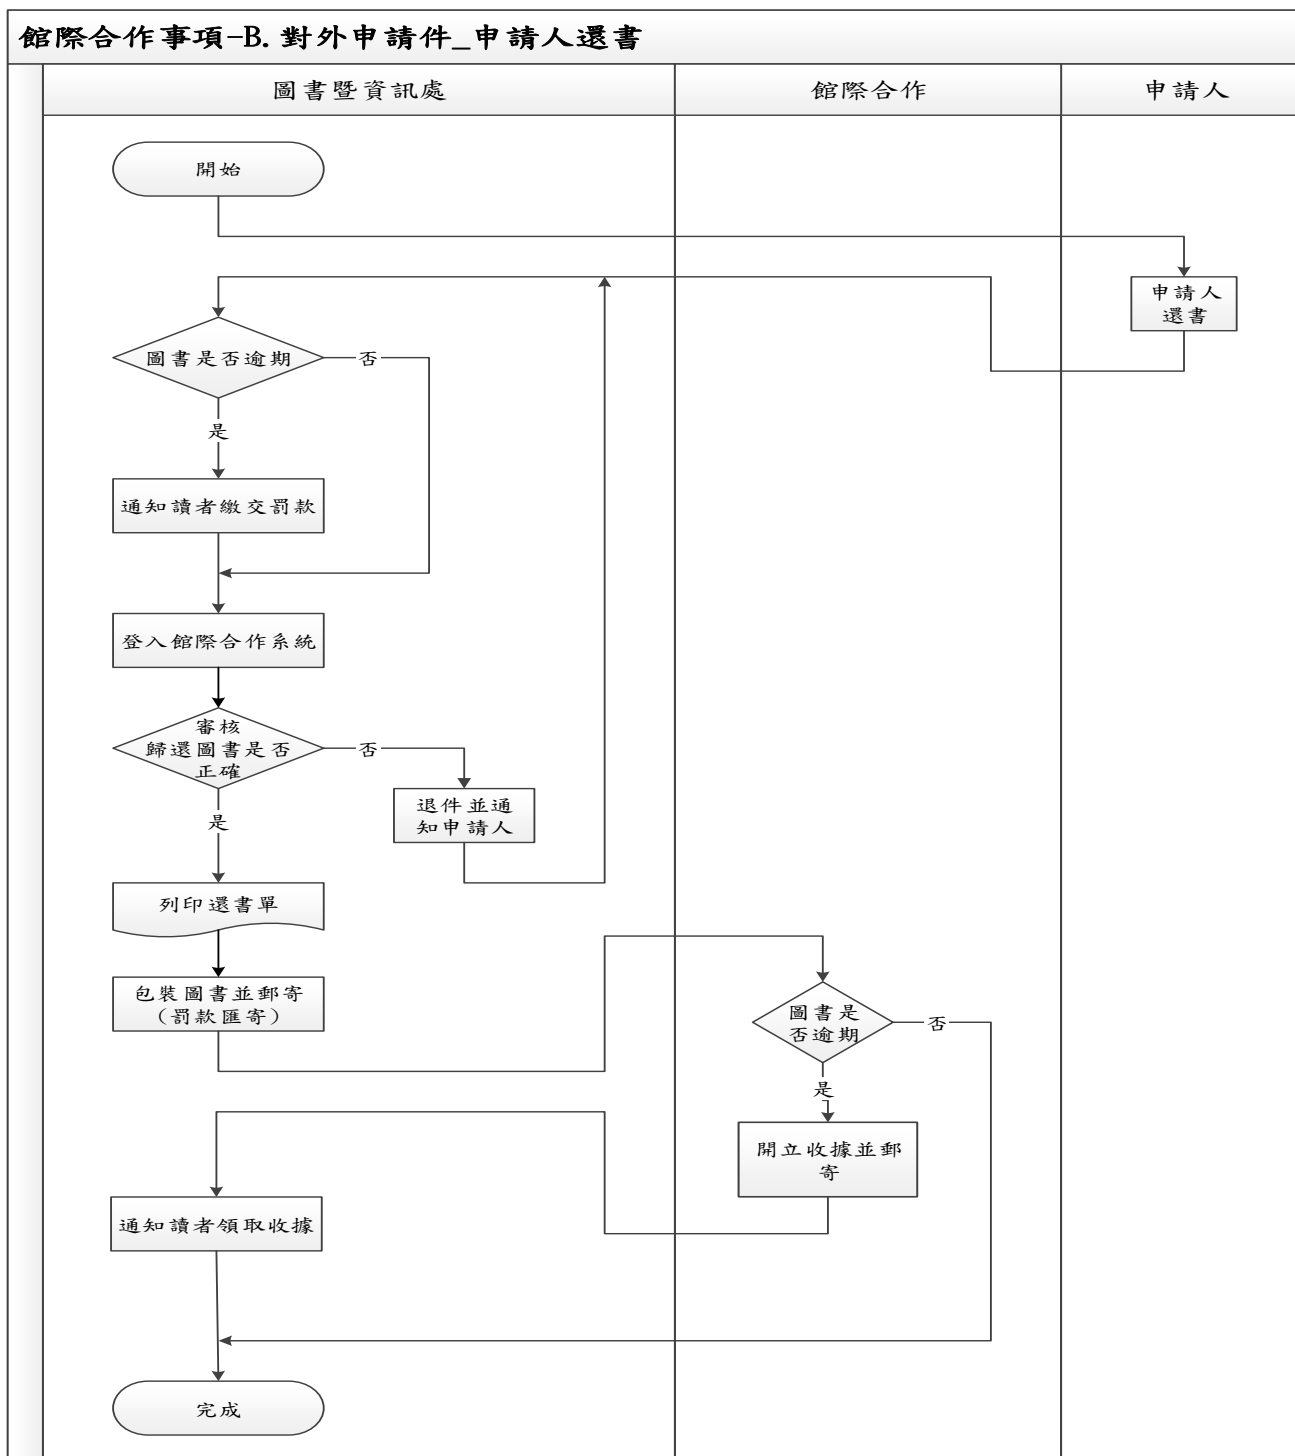 館際合作事項-B.對外申請件_申請人還書
圖書暨資訊處
館際合作
申請人
開始
申請人
還書
圖書是否逾期
否
是
通知讀者繳交罰款
登入館際合作系統
審核
歸還圖書是否
正確
否
退件並通
知申請人
是
列印還書單
包裝圖書並郵寄
(罰款匯寄)
圖書是
否逾期
否
是
開立收據並郵
寄
通知讀者領取收據
完成